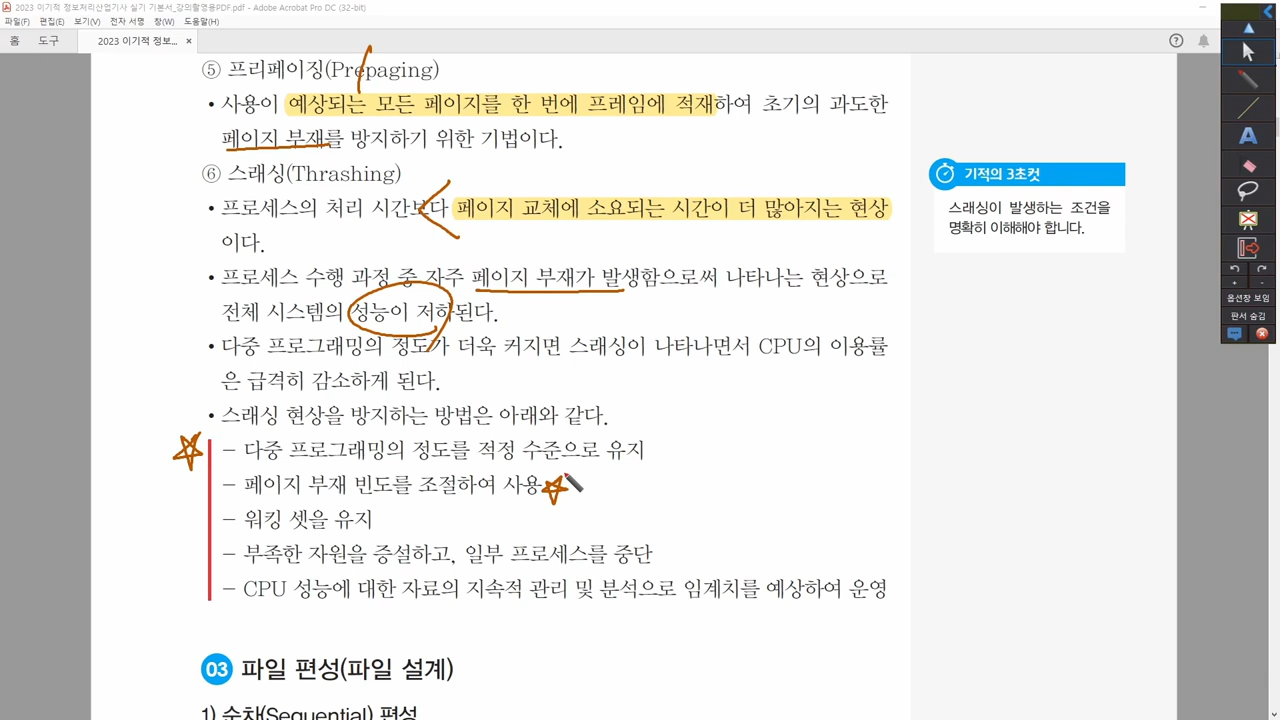 2023 이기적 정보처리산업기사 실기 기본서_강의촬영용PDF.pdf - Adobe Acrobat Pro DC (32-bit)
파일(F) 편집(E) 보기(V) 전자 서명 창(W) 도움말(H)
홈 도구 2023 이기적 정보... ×
⑤ 프리페이징(Prepaging)
• 사용이 예상되는 모든 페이지를 한 번에 프레임에 적재하여 초기의 과도한
페이지 부재를 방지하기 위한 기법이다.
⑥ 스래싱(Thrashing)
• 프로세스의 처리 시간보다 페이지 교체에 소요되는 시간이 더 많아지는 현상
이다.
• 프로세스 수행 과정 중 자주 페이지 부재가 발생함으로써 나타나는 현상으로
전체 시스템의 성능이 저하된다.
• 다중 프로그래밍의 정도가 더욱 커지면 스래싱이 나타나면서 CPU의 이용률
은 급격히 감소하게 된다.
• 스래싱 현상을 방지하는 방법은 아래와 같다.
– 다중 프로그래밍의 정도를 적정 수준으로 유지
– 페이지 부재 빈도를 조절하여 사용
– 워킹 셋을 유지
– 부족한 자원을 증설하고, 일부 프로세스를 중단
– CPU 성능에 대한 자료의 지속적 관리 및 분석으로 임계치를 예상하여 운영
03 파일 편성(파일 설계)
1) 순차(Sequential) 편성
기적의 3초컷
스래싱이 발생하는 조건을
명확히 이해해야 합니다.
A
+ -
옵션창 보임
판서 숨김